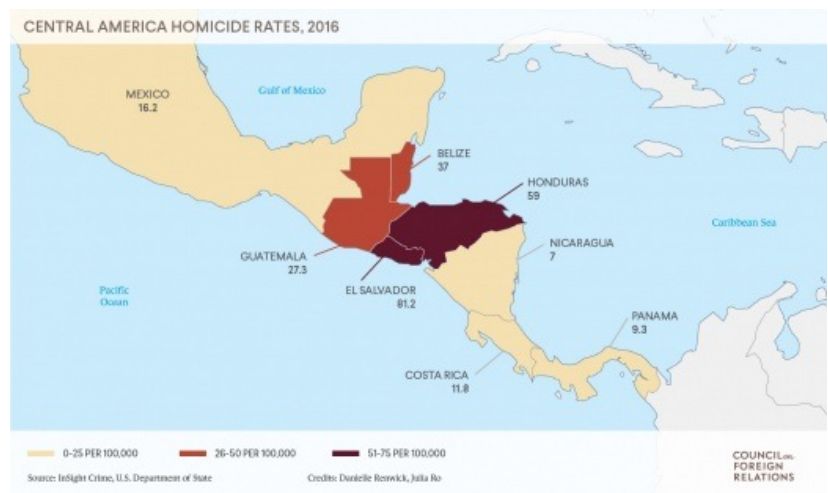 CENTRAL AMERICA HOMICIDE RATES, 2016
MEXICO
16.2
Gulf of Mexico
BELIZE
37
HONDURAS
59
Caribbean Sea
NICARAGUA
7
GUATEMALA
27.3
EL SALVADOR
81.2
Pacific
Ocean
PANAMA
9.3
COSTA RICA
11.8
0-25 PER 100,000
26-50 PER 100,000
51-75 PER 100,000
Source: InSight Crime, U.S. Department of State
Credits: Danielle Renwick, Julia Ro
COUNCIL on
FOREIGN
RELATIONS